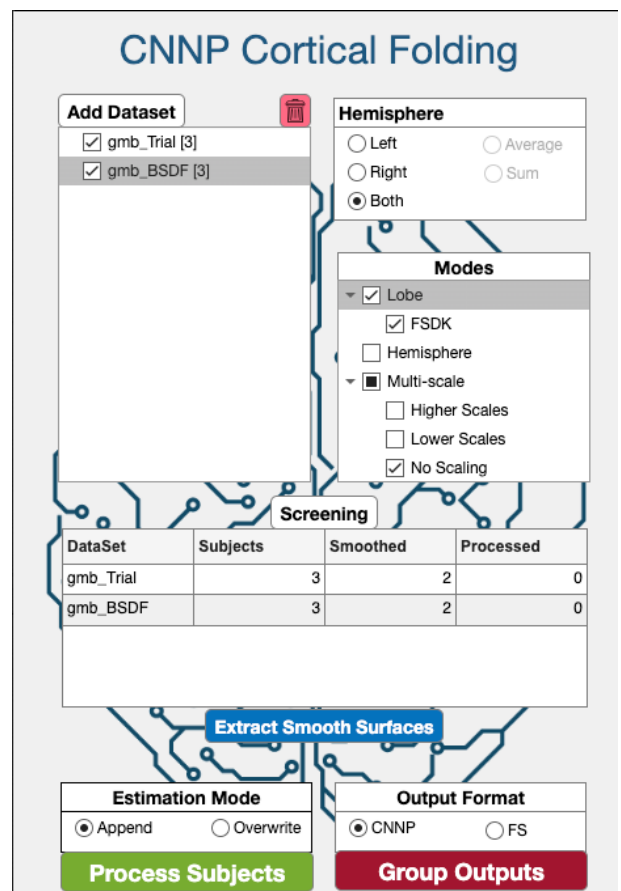 CNNP Cortical Folding
Add Dataset
gmb_Trial [3]
gmb_BSDF [3]
Hemisphere
Left
Average
Right
Sum
Both
Modes
Lobe
FSDK
Hemisphere
Multi-scale
Higher Scales
Lower Scales
No Scaling
Screening
DataSet Subjects Smoothed Processed
gmb_Trial 3 2 0
gmb_BSDF 3 2 0
Extract Smooth Surfaces
Estimation Mode
Append Overwrite
Output Format
CNNP FS
Process Subjects
Group Outputs